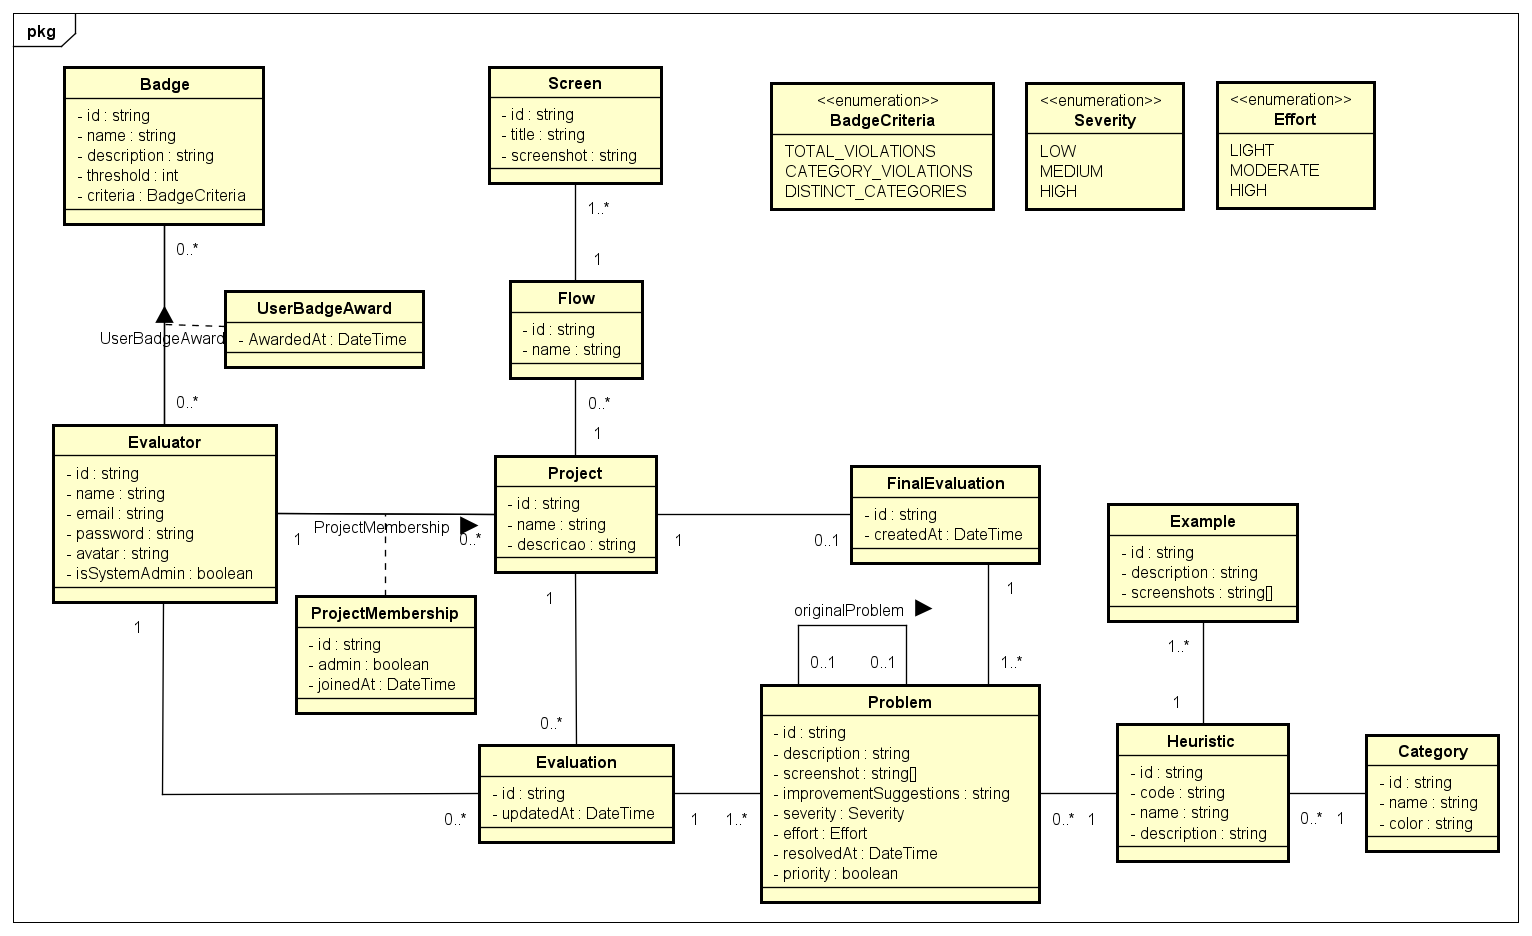 pkg
Badge
- id : string
- name : string
- description : string
- threshold : int
- criteria : BadgeCriteria
0..*
UserBadgeAward
UserBadgeAward
- AwardedAt : DateTime
0..*
Screen
- id : string
- title : string
- screenshot : string
1..*
1
Flow
- id : string
- name : string
0..*
1
<<enumeration>>
BadgeCriteria
TOTAL_VIOLATIONS
CATEGORY_VIOLATIONS
DISTINCT_CATEGORIES
<<enumeration>>
Severity
LOW
MEDIUM
HIGH
<<enumeration>>
Effort
LIGHT
MODERATE
HIGH
Evaluator
- id : string
- name : string
- email : string
- password : string
- avatar : string
- isSystemAdmin : boolean
1
ProjectMembership
0..*
1
ProjectMembership
- id : string
- admin : boolean
- joinedAt : DateTime
Project
- id : string
- name : string
- descricao : string
1
0..1
1
0..*
FinalEvaluation
- id : string
- createdAt : DateTime
1
1..*
originalProblem
0..1
0..1
Example
- id : string
- description : string
- screenshots : string[]
1..*
1
Evaluation
- id : string
- updatedAt : DateTime
0..*
1
1..*
Problem
- id : string
- description : string
- screenshot : string[]
- improvementSuggestions : string
- severity : Severity
- effort : Effort
- resolvedAt : DateTime
- priority : boolean
0..*
1
Heuristic
- id : string
- code : string
- name : string
- description : string
0..*
1
Category
- id : string
- name : string
- color : string